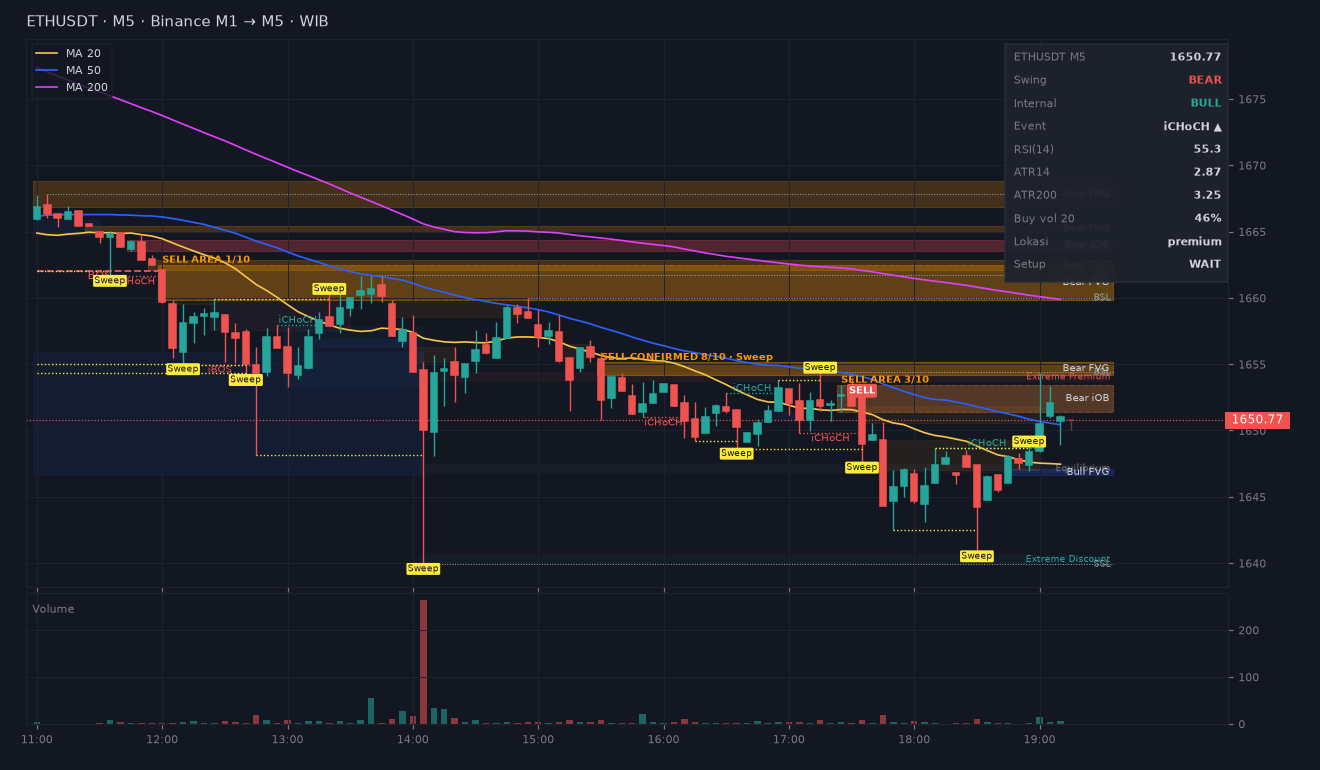 ETHUSDT · M5 · Binance M1 → M5 · WIB
MA 20
MA 50
MA 200
ETHUSDT M5 1650.77
Swing BEAR
Internal BULL
Event iCHoCH ▲
RSI(14) 55.3
ATR14 2.87
ATR200 3.25
Buy vol 20 46%
Lokasi premium
Setup WAIT
1675
1670
1665
1660
1655
1650
1645
1640
1650.77
SELL AREA 1/10
Sweep
HoCH
Sweep
iCHoCH
Bear FVG
BSL
SELL CONFIRMED 8/10 · Sweep
Sweep
iBOS
Sweep
Sweep
Bear FVG
Extreme Premium
SELL AREA 3/10
SELL
iCHoCH
Bear iOB
iCHoCH
iCHoCH
Sweep
Sweep
iCHoCH
Sweep
Equilibrium
Bull FVG
Sweep
Extreme Discount
SSL
Sweep
Volume
200
100
0
11:00
12:00
13:00
14:00
15:00
16:00
17:00
18:00
19:00